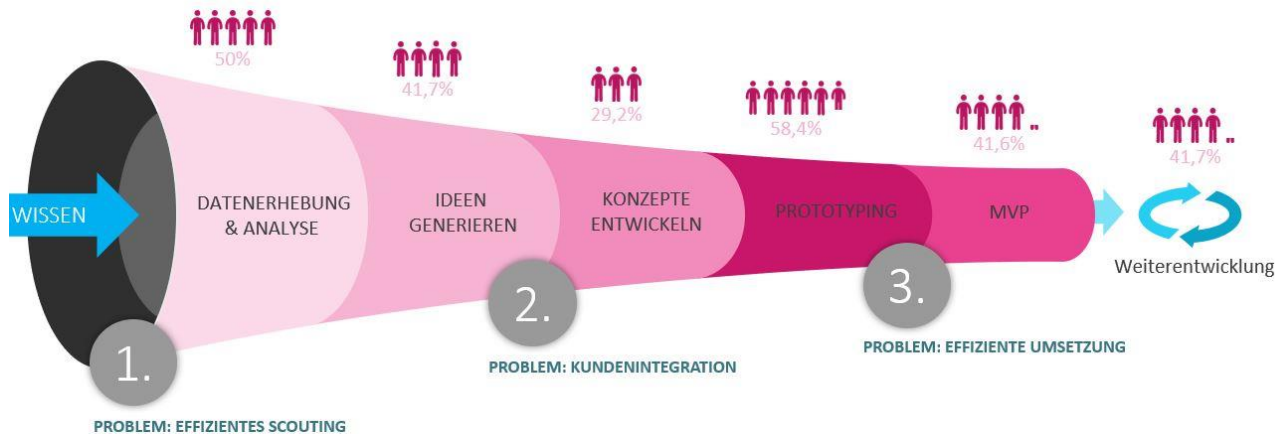 50%
41,7%
29,2%
58,4%
41,6%
41,7%
WISSEN
DATENERHEBUNG
& ANALYSE
IDEEN
GENERIEREN
KONZEPTE
ENTWICKELN
PROTOTYPING
MVP
Weiterentwicklung
1.
PROBLEM: EFFIZIENTES SCOUTING
2.
PROBLEM: KUNDENINTEGRATION
3.
PROBLEM: EFFIZIENTE UMSETZUNG